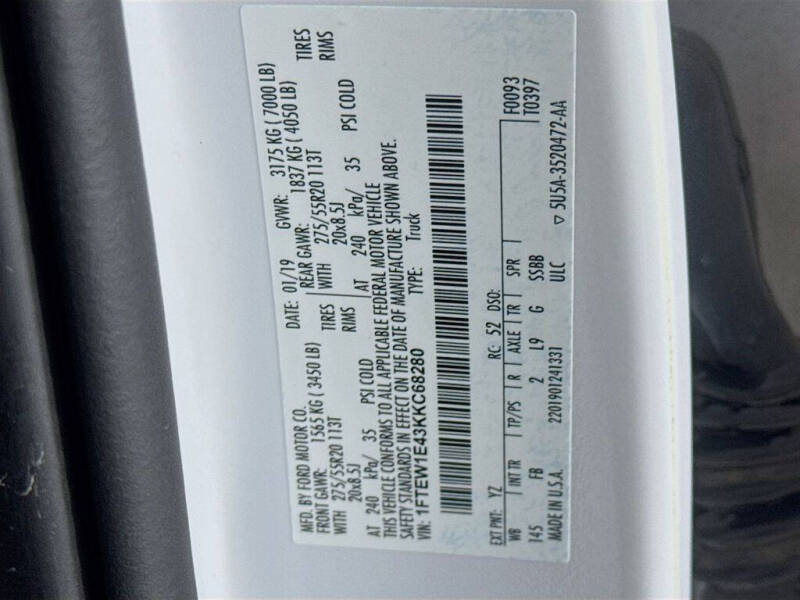 MFD. BY FORD MOTOR CO.
DATE: 01/19 GVWR: 3175 KG ( 7000 LB)
FRONT GAWR: 1565 KG ( 3450 LB) REAR GAWR: 1837 KG ( 4050 LB)
WITH 275/55R20 113T TIRES WITH 275/55R20 113T TIRES
20x8.5J RIMS 20x8.5J RIMS
AT 240 kPa/ 35 PSI COLD AT 240 kPa/ 35 PSI COLD
THIS VEHICLE CONFORMS TO ALL APPLICABLE FEDERAL MOTOR VEHICLE
SAFETY STANDARDS IN EFFECT ON THE DATE OF MANUFACTURE SHOWN ABOVE.
VIN: 1FTEW1E43KKC68280 TYPE: Truck
EXT PNT: YZ RC: 52 DSO: F0093
WB INT TR TP/PS R AXLE TR SPR T0397
145 FB 2 L9 G SSBB
MADE IN U.S.A. 2201901241331 ULC ▽ 5U5A-3520472-AA